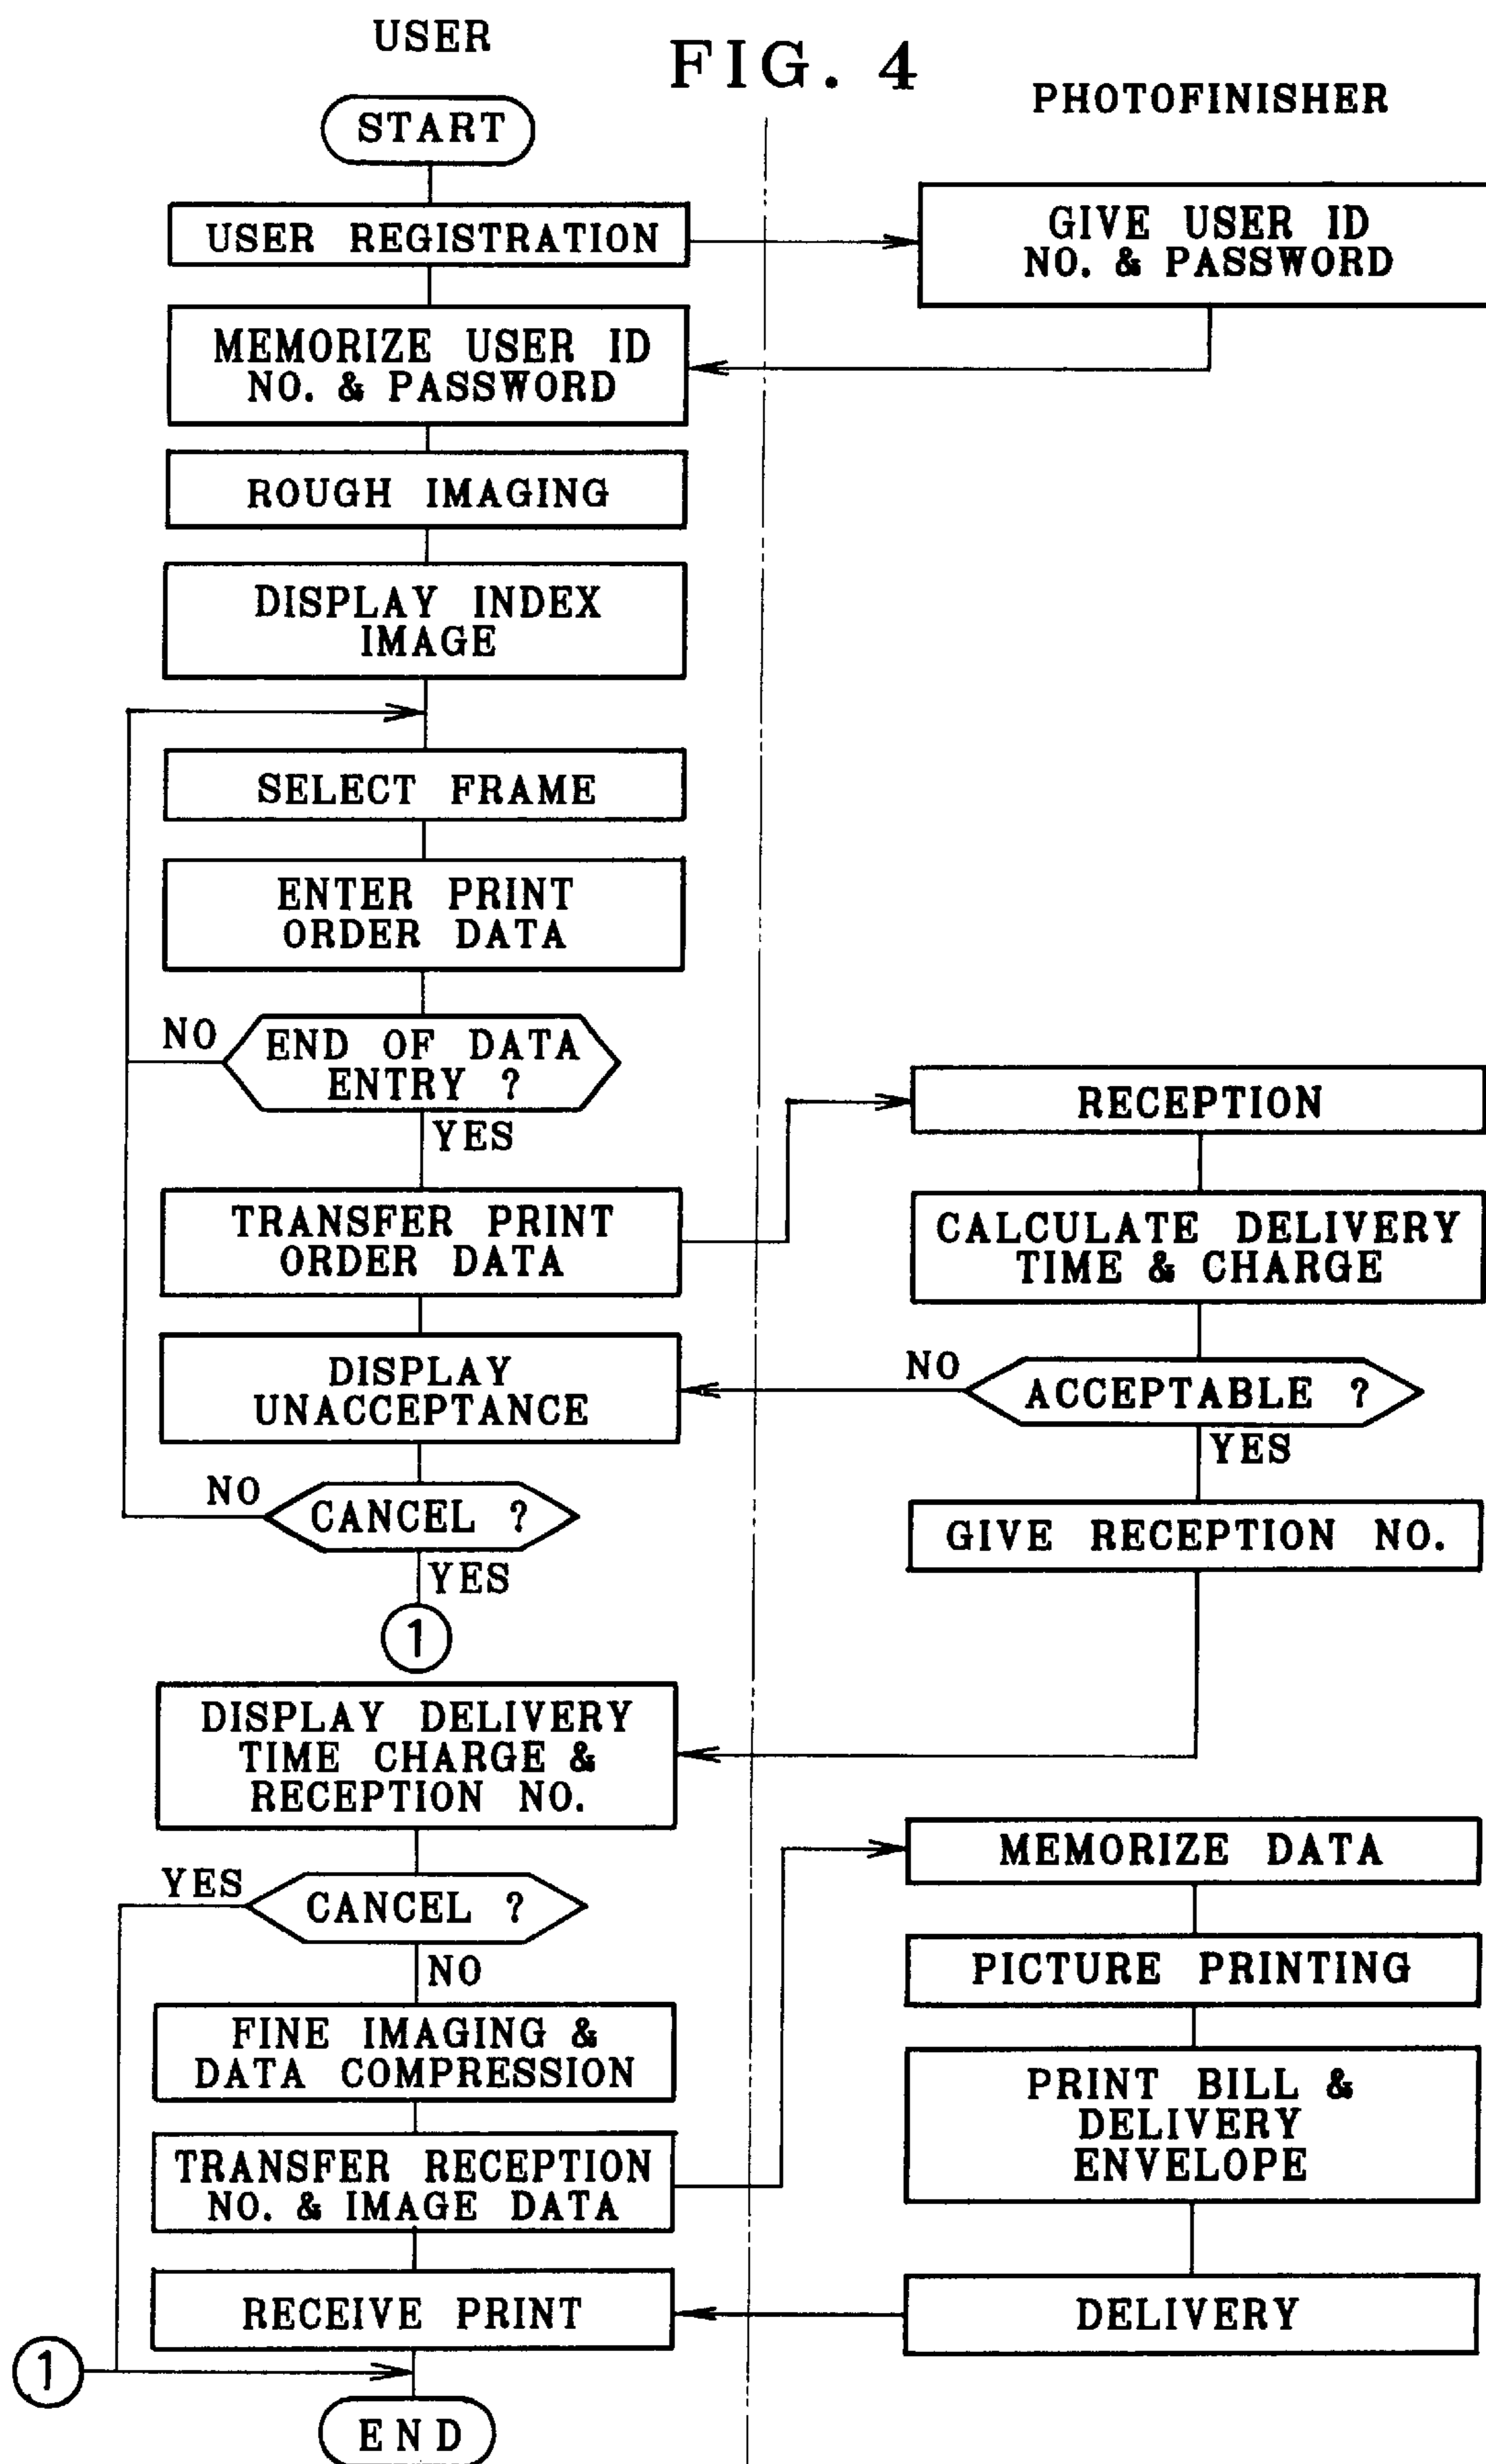 USER
FIG. 4
PHOTOFINISHER
START
USER REGISTRATION
GIVE USER ID
NO. & PASSWORD
MEMORIZE USER ID
NO. & PASSWORD
ROUGH IMAGING
DISPLAY INDEX
IMAGE
SELECT FRAME
ENTER PRINT
ORDER DATA
NO
END OF DATA
ENTRY ?
YES
RECEPTION
TRANSFER PRINT
ORDER DATA
CALCULATE DELIVERY
TIME & CHARGE
DISPLAY
UNACCEPTANCE
NO
ACCEPTABLE ?
YES
NO
CANCEL ?
YES
GIVE RECEPTION NO.
1
DISPLAY DELIVERY
TIME CHARGE &
RECEPTION NO.
YES
CANCEL ?
NO
MEMORIZE DATA
PICTURE PRINTING
FINE IMAGING &
DATA COMPRESSION
PRINT BILL &
DELIVERY
ENVELOPE
TRANSFER RECEPTION
NO. & IMAGE DATA
RECEIVE PRINT
DELIVERY
1
END